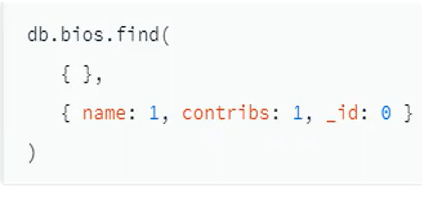 db.bios.find(
{ },
{ name: 1, contribs: 1, _id: 0 }
)